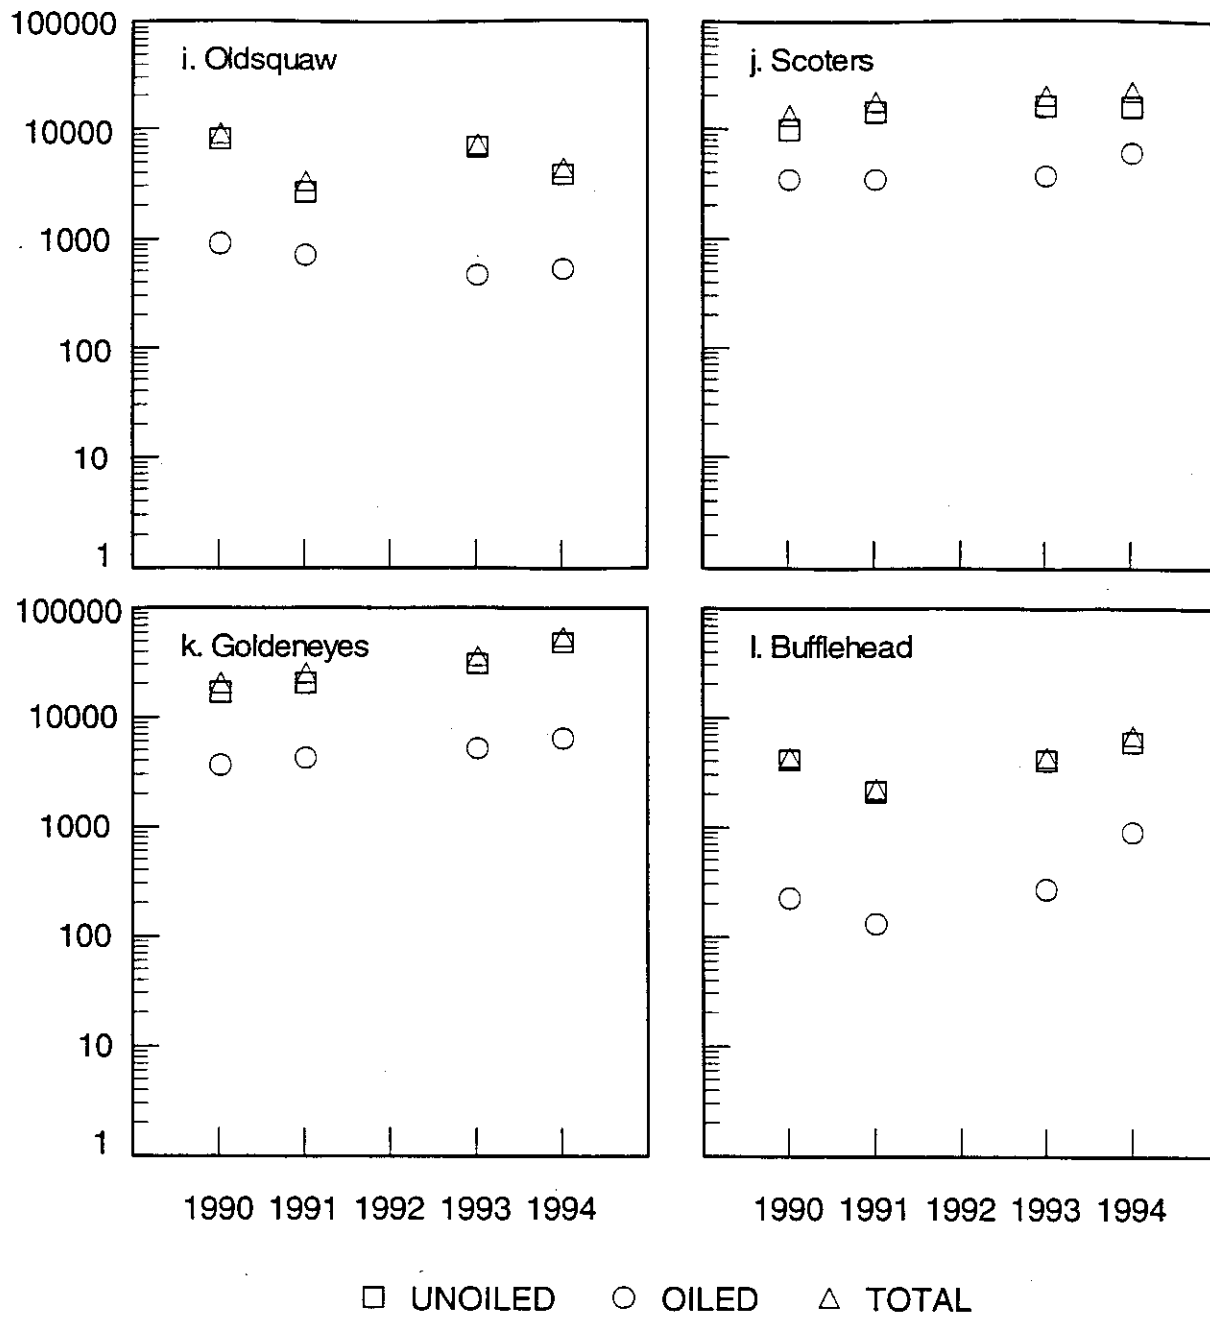 100000
i. Oldsquaw
j. Scoters
10000
1000
100
10
1
100000
k. Goldeneyes
l. Bufflehead
10000
1000
100
10
1
1990 1991 1992 1993 1994
1990 1991 1992 1993 1994
UNOILED OILED TOTAL